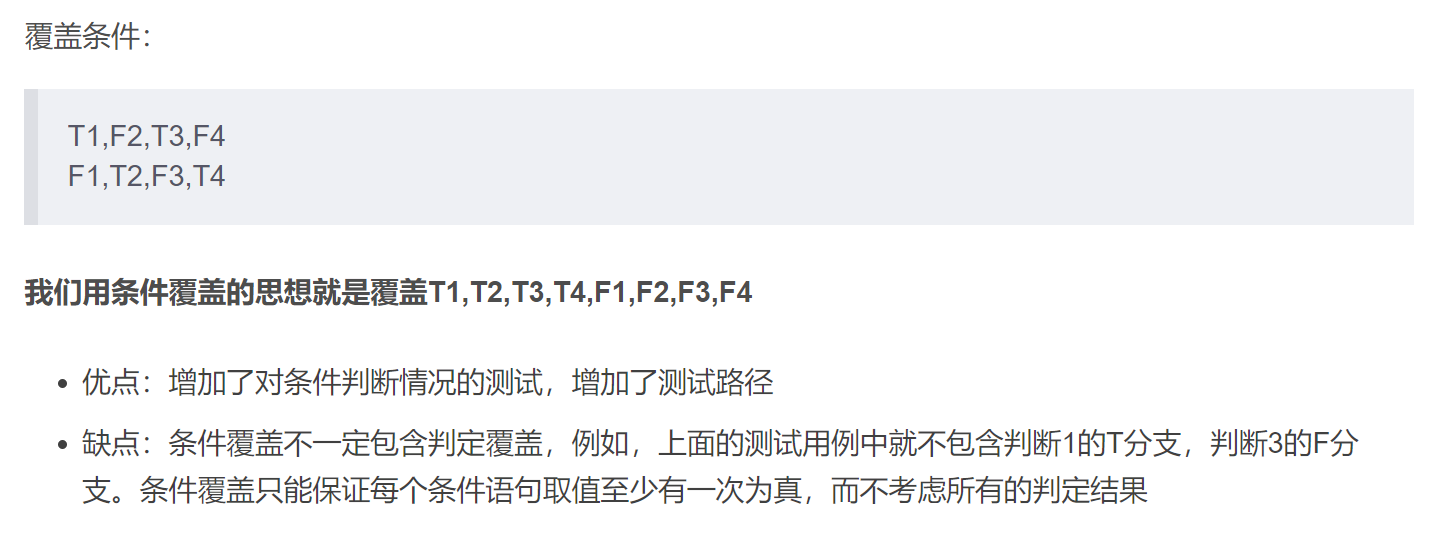 覆盖条件：
T1,F2,T3,F4
F1,T2,F3,T4
我们用条件覆盖的思想就是覆盖T1,T2,T3,T4,F1,F2,F3,F4
优点：增加了对条件判断情况的测试，增加了测试路径
缺点：条件覆盖不一定包含判定覆盖，例如，上面的测试用例中就不包含判断1的T分支，判断3的F分
支。条件覆盖只能保证每个条件语句取值至少有一次为真，而不考虑所有的判定结果